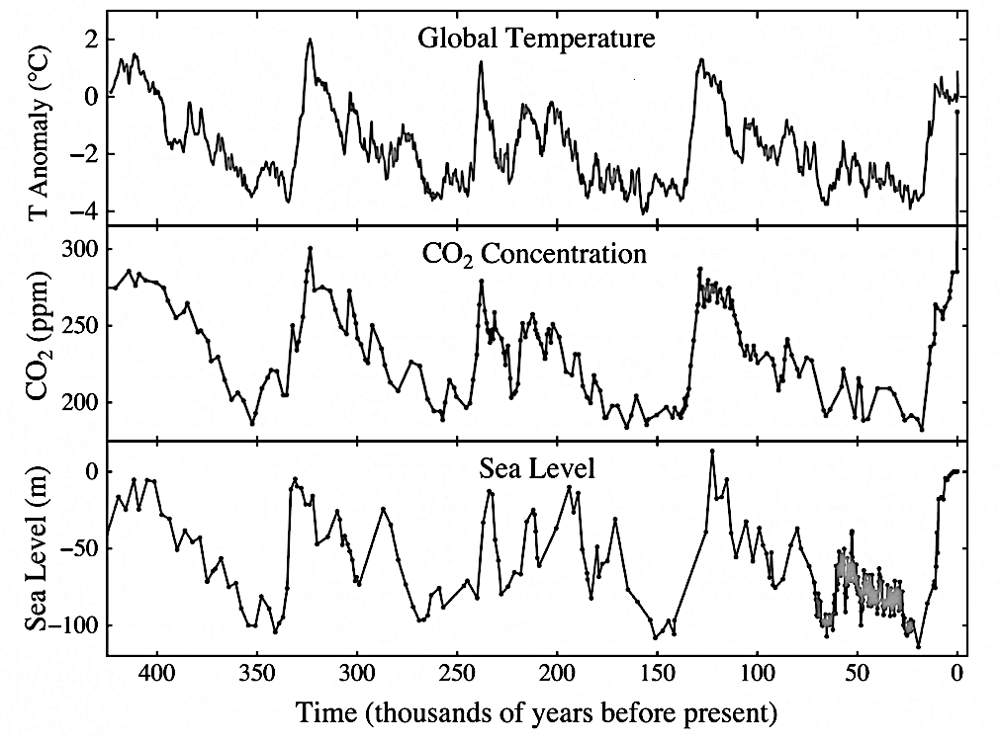 Global Temperature
T Anomaly (°C)
2
0
−2
−4
CO₂ Concentration
CO₂ (ppm)
300
250
200
Sea Level
Sea Level (m)
0
−50
−100
400 350 300 250 200 150 100 50 0
Time (thousands of years before present)